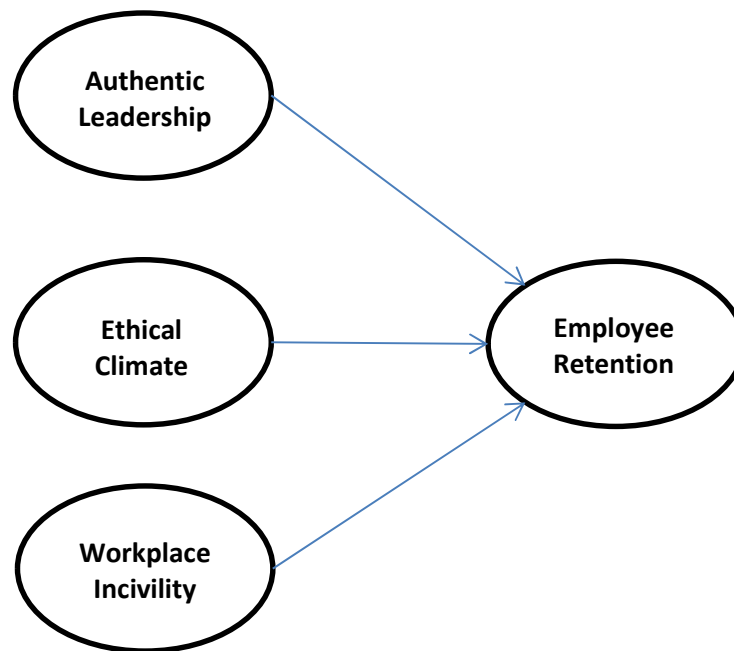 Authentic
Leadership
Ethical
Climate
Employee
Retention
Workplace
Incivility